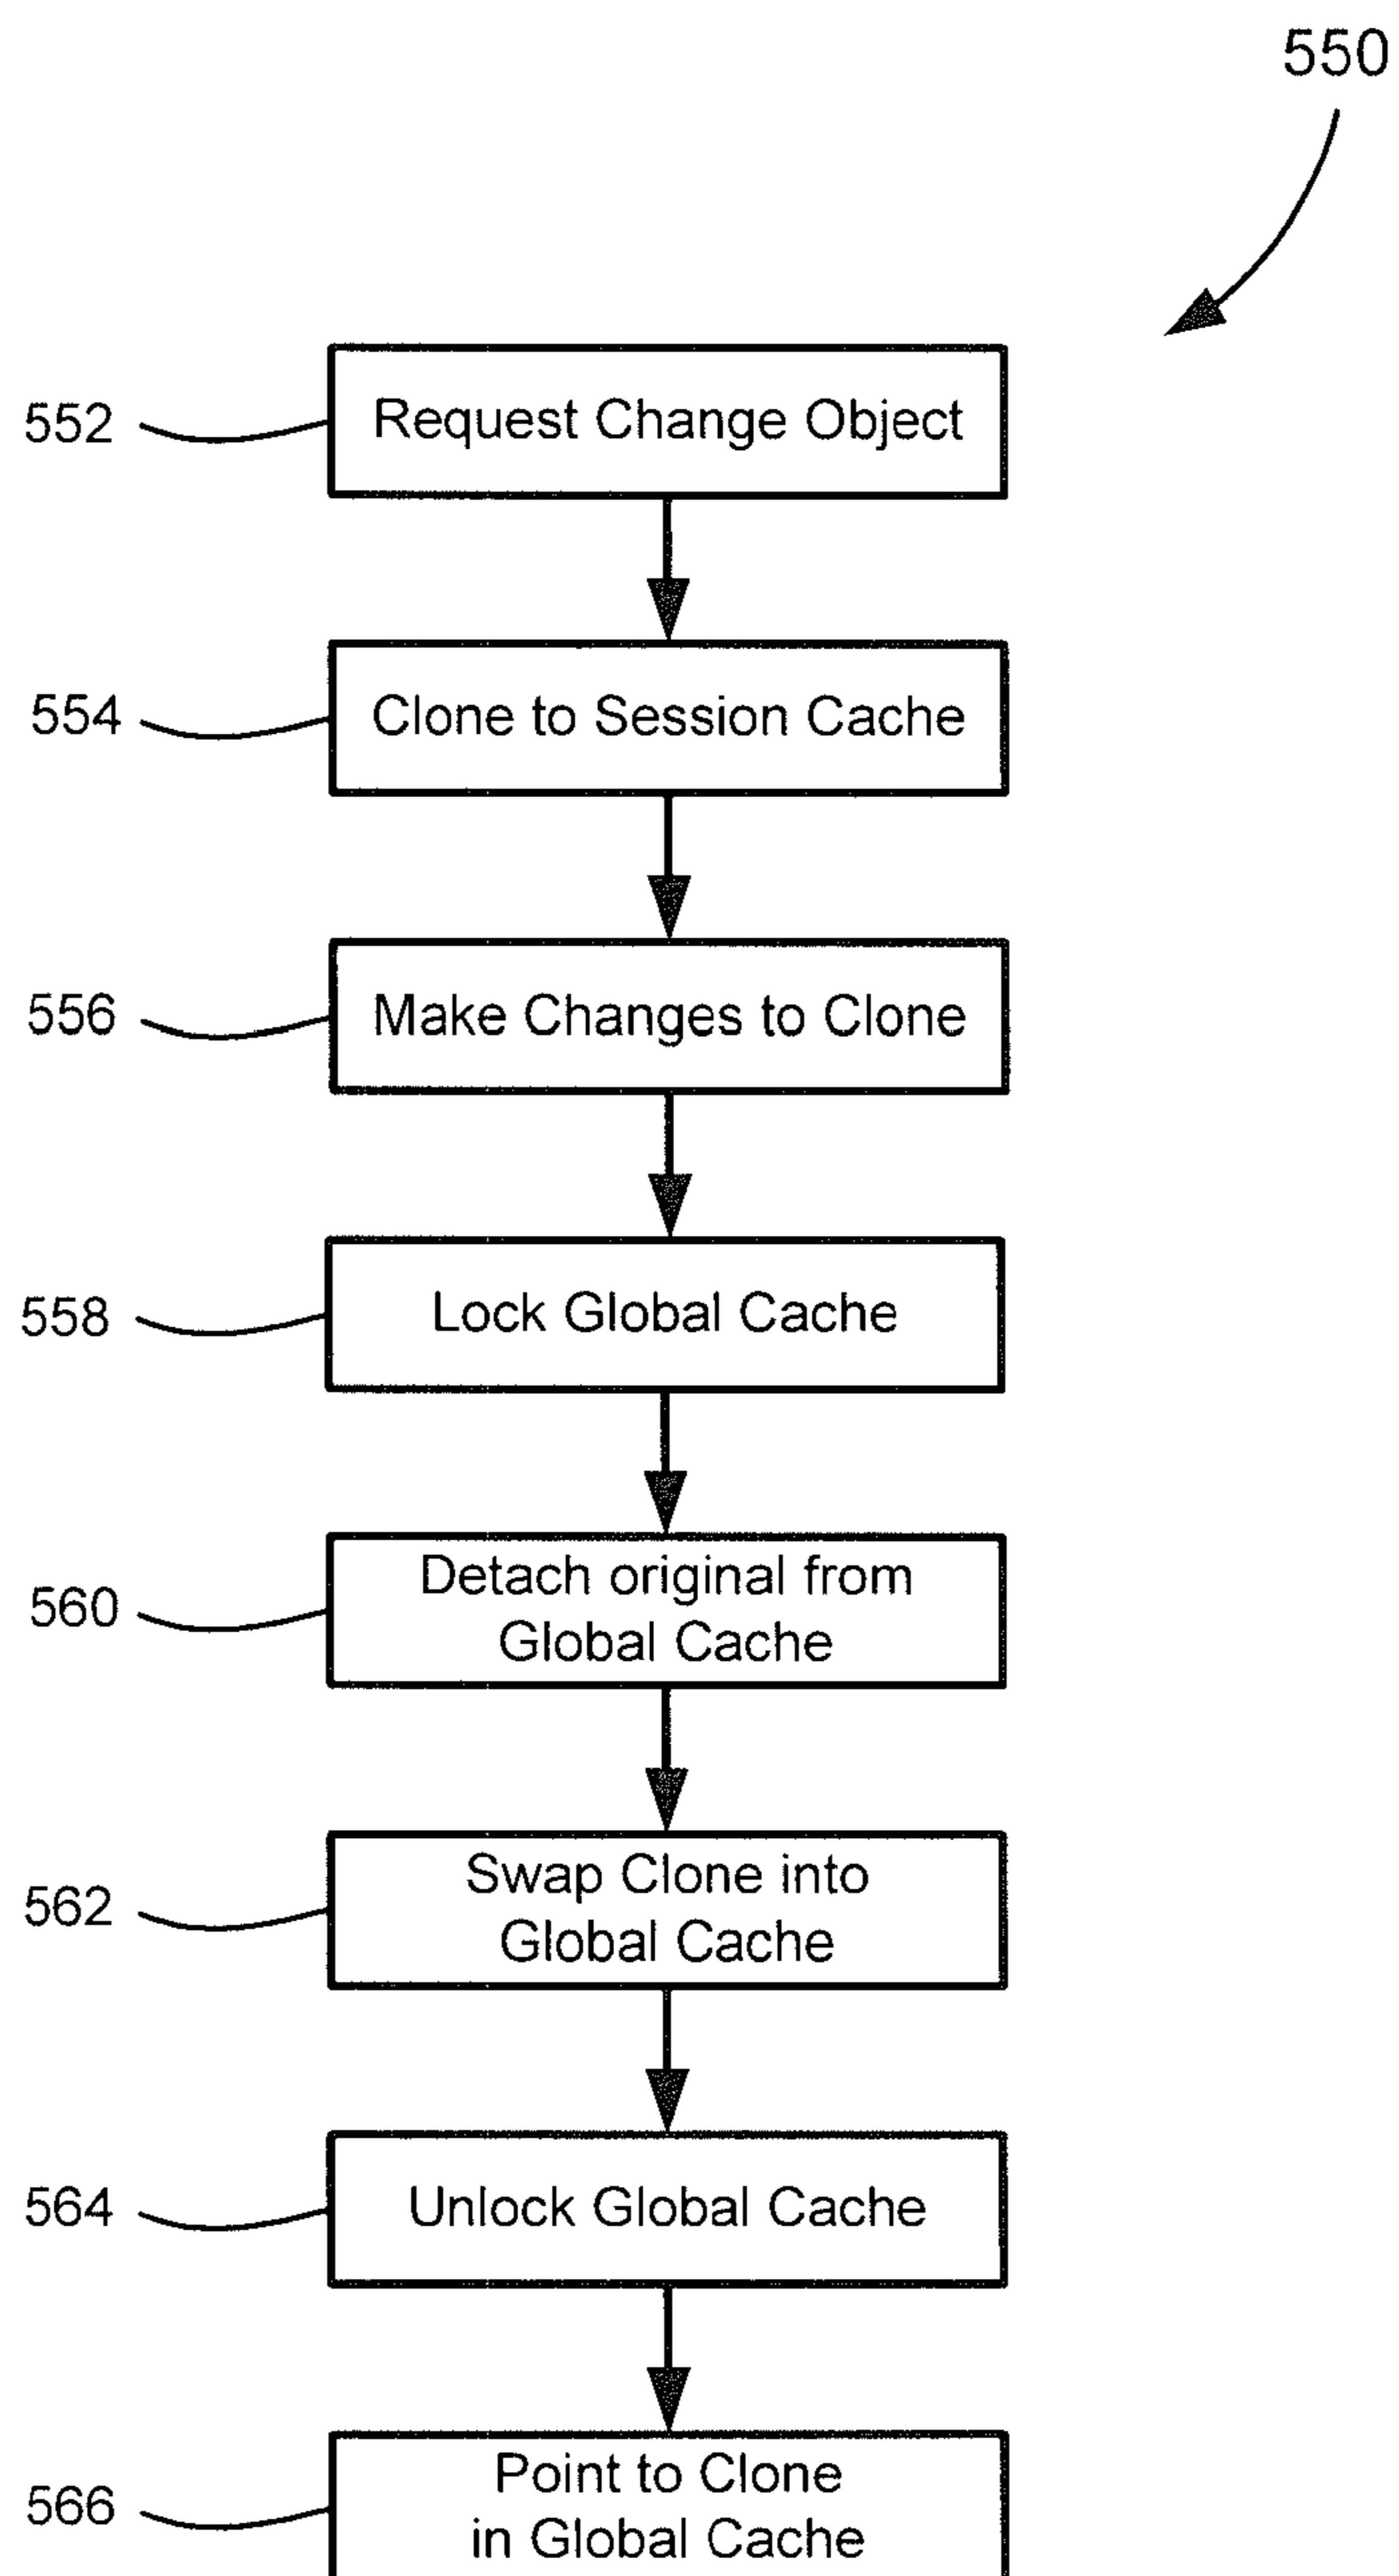 550
552
Request Change Object
554
Clone to Session Cache
556
Make Changes to Clone
558
Lock Global Cache
560
Detach original from
Global Cache
562
Swap Clone into
Global Cache
564
Unlock Global Cache
566
Point to Clone
in Global Cache